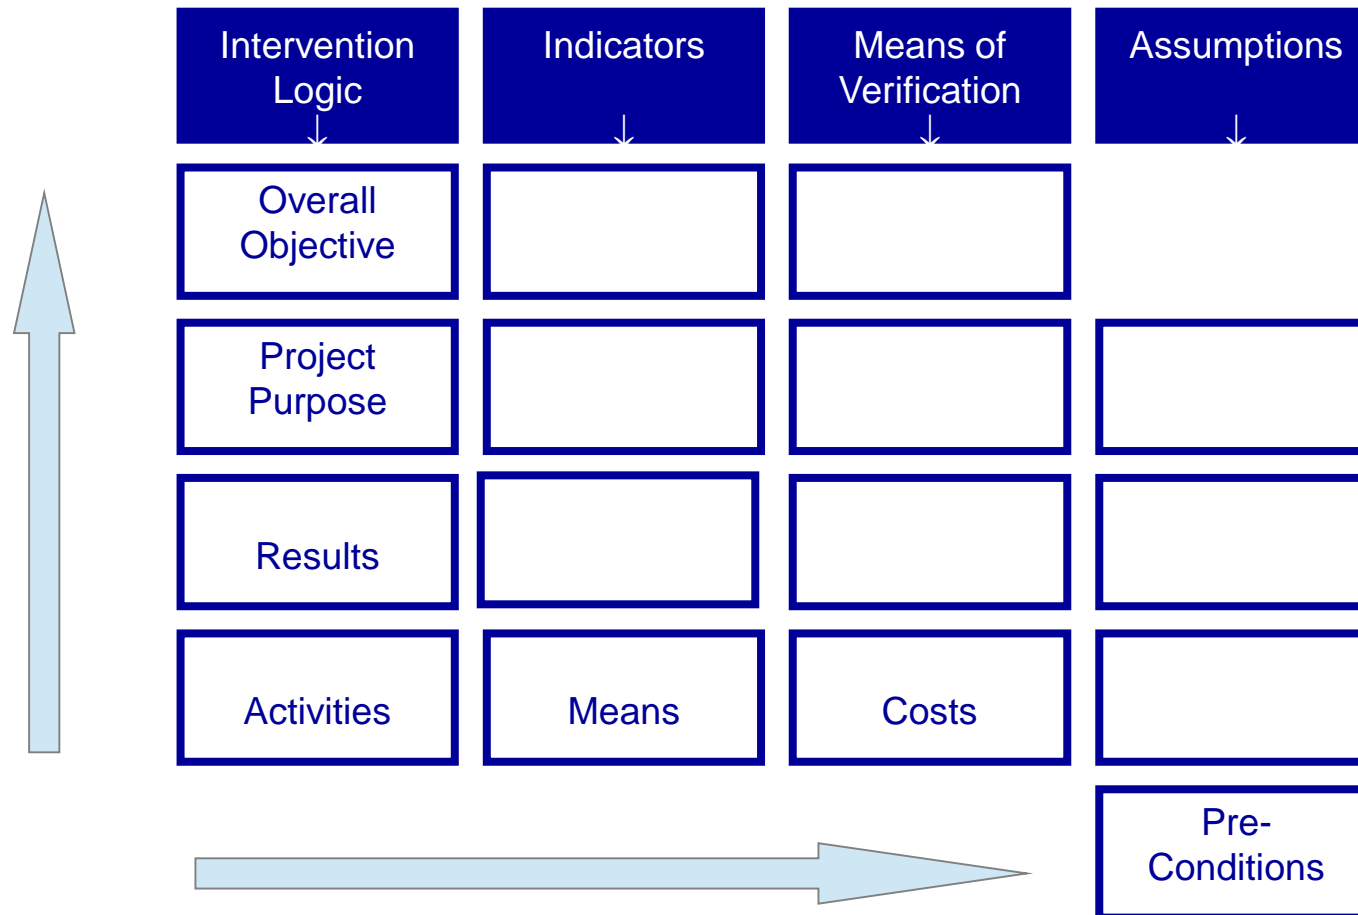 Intervention
Logic
Indicators
Means of
Verification
Assumptions
Overall
Objective
Project
Purpose
Results
Activities
Means
Costs
Pre-
Conditions